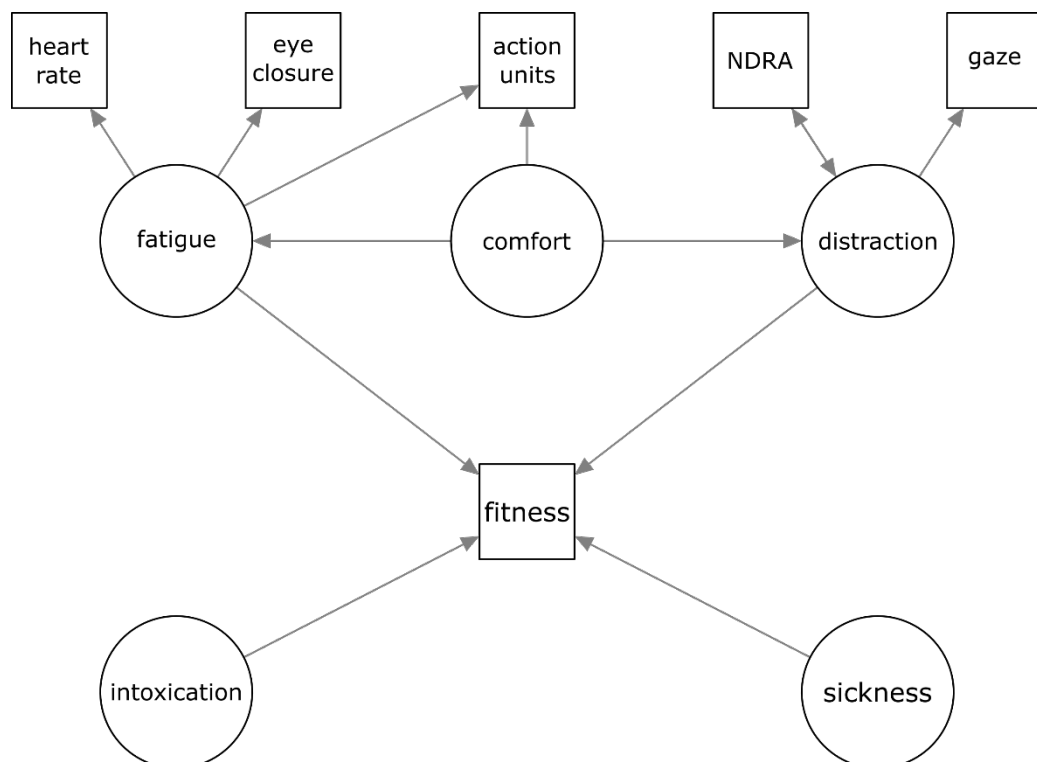 heart
rate
eye
closure
action
units
NDRA
gaze
fatigue
comfort
distraction
fitness
intoxication
sickness